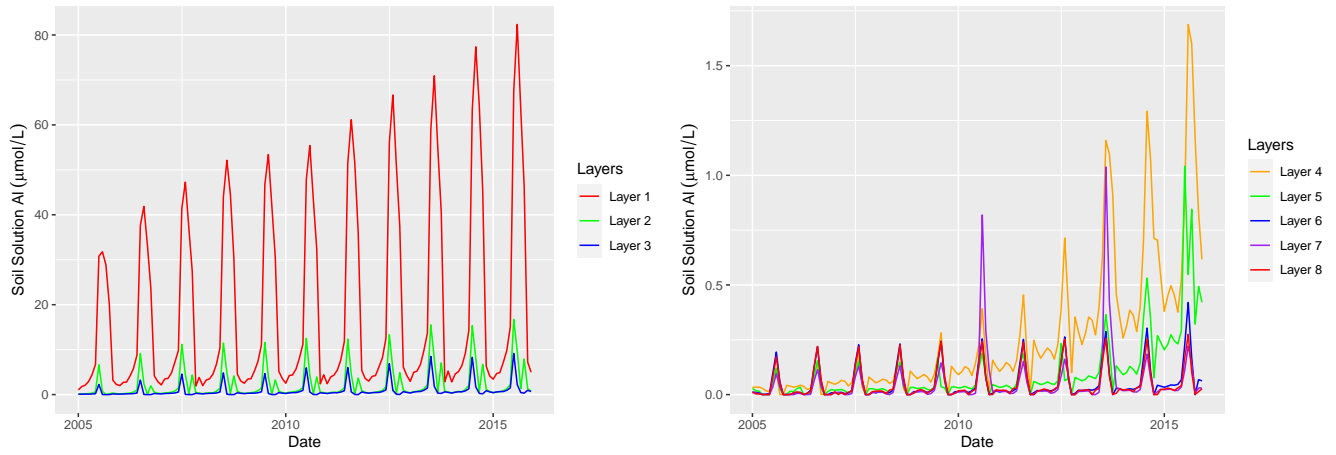 80
60
40
20
0
2005
2010
2015
Date
Soil Solution Al (μmol/L)
Layers
Layer 1
Layer 2
Layer 3
1.5
1.0
0.5
0.0
2005
2010
2015
Date
Soil Solution Al (μmol/L)
Layers
Layer 4
Layer 5
Layer 6
Layer 7
Layer 8